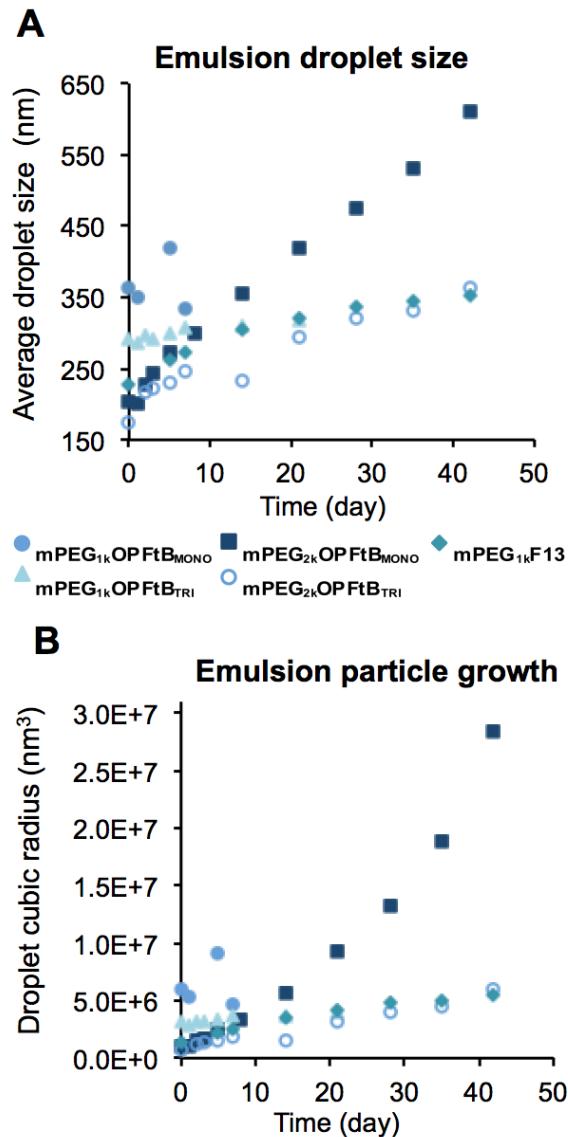 A
Emulsion droplet size
Average droplet size (nm)
650
550
450
350
250
150
0 10 20 30 40 50
Time (day)
mPEG1kOPFtBMONO mPEG2kOPFtBMONO mPEG1kF13
mPEG1kOPFtBTRI mPEG2kOPFtBTRI
B
Emulsion particle growth
Droplet cubic radius (nm³)
3.0E+7
2.5E+7
2.0E+7
1.5E+7
1.0E+7
5.0E+6
0.0E+0
0 10 20 30 40 50
Time (day)